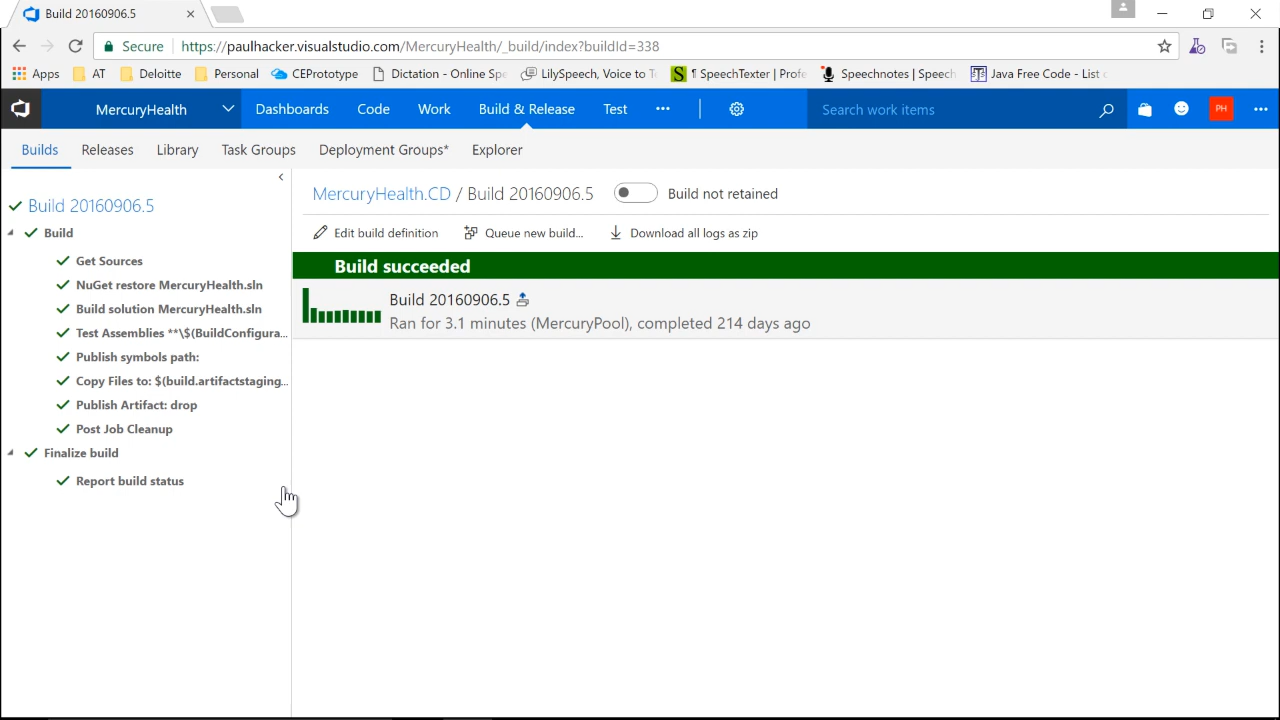 Build 20160906.5
Secure https://paulhacker.visualstudio.com/MercuryHealth/_build/index?buildId=338
Apps AT Deloitte Personal CEPrototype Dictation - Online Spe LilySpeech, Voice to Te S ¶ SpeechTexter | Profe Speechnotes | Speech Java Free Code - List
MercuryHealth Dashboards Code Work Build & Release Test Search work items PH
Builds Releases Library Task Groups Deployment Groups* Explorer
Build 20160906.5
Build
Get Sources
NuGet restore MercuryHealth.sln
Build solution MercuryHealth.sln
Test Assemblies **\$(BuildConfigura...
Publish symbols path:
Copy Files to: $(build.artifactstaging...
Publish Artifact: drop
Post Job Cleanup
Finalize build
Report build status
MercuryHealth.CD / Build 20160906.5 Build not retained
Edit build definition Queue new build... Download all logs as zip
Build succeeded
Build 20160906.5
Ran for 3.1 minutes (MercuryPool), completed 214 days ago